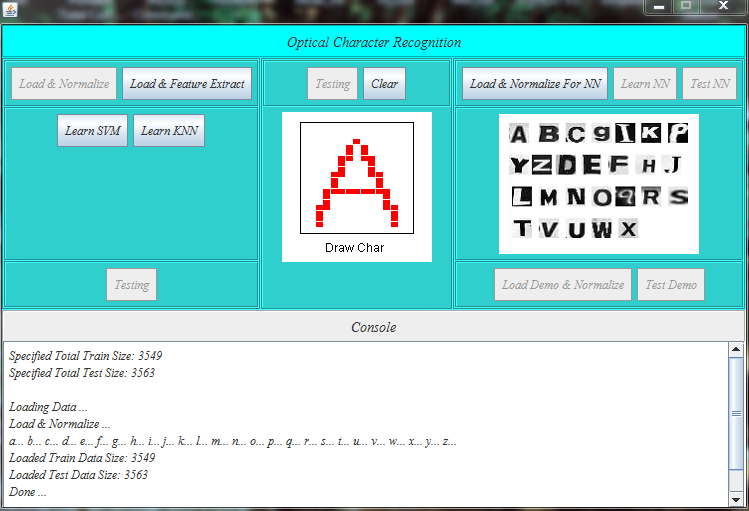 Optical Character Recognition
Load & Normalize Load & Feature Extract
Testing Clear
Load & Normalize For NN Learn NN Test NN
Learn SVM Learn KNN
A
Draw Char
A B C g I K P
Y Z D E F H J
L M N O q R S
T V U W X
Testing
Load Demo & Normalize Test Demo
Console
Specified Total Train Size: 3549
Specified Total Test Size: 3563
Loading Data ...
Load & Normalize ...
a... b... c... d... e... f... g... h... i... j... k... l... m... n... o... p... q... r... s... t... u... v... w... x... y... z...
Loaded Train Data Size: 3549
Loaded Test Data Size: 3563
Done ...